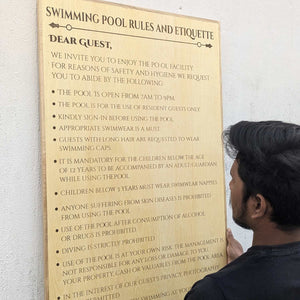 SWIMMING POOL RULES AND ETIQUETTE
DEAR GUEST,
WE INVITE YOU TO ENJOY THE POOL FACILITY
FOR REASONS OF SAFETY AND HYGIENE WE REQUEST
YOU TO ABIDE BY THE FOLLOWING:
• THE POOL IS OPEN FROM 7AM TO 9PM.
• THE POOL IS FOR THE USE OF RESIDENT GUESTS ONLY
• KINDLY SIGN-IN BEFORE USING THE POOL
• APPROPRIATE SWIMWEAR IS A MUST.
• GUESTS WITH LONG HAIR ARE REQUESTED TO WEAR
SWIMMING CAPS.
• IT IS MANDATORY FOR THE CHILDREN BELOW THE AGE
OF 12 YEARS TO BE ACCOMPANIED BY AN ADULT/GUARDIAN
WHILE USING THE POOL
• CHILDREN BELOW 3 YEARS MUST WEAR SWIMWEAR NAPPIES
• ANYONE SUFFERING FROM SKIN DISEASES IS PROHIBITED
FROM USING THE POOL
• USE OF THE POOL AFTER CONSUMPTION OF ALCOHOL
OR DRUGS IS PROHIBITED
• DIVING IS STRICTLY PROHIBITED
• USE OF THE POOL IS AT YOUR OWN RISK. THE MANAGEMENT IS
NOT RESPONSIBLE FOR ANY LOSS OR DAMAGE TO
YOUR PROPERTY, CASH OR VALUABLES FROM THE POOL AREA
• IN THE INTEREST OF OUR GUEST'S PRIVACY PHOTOGRAPHY
SWIMMING AT YOUR